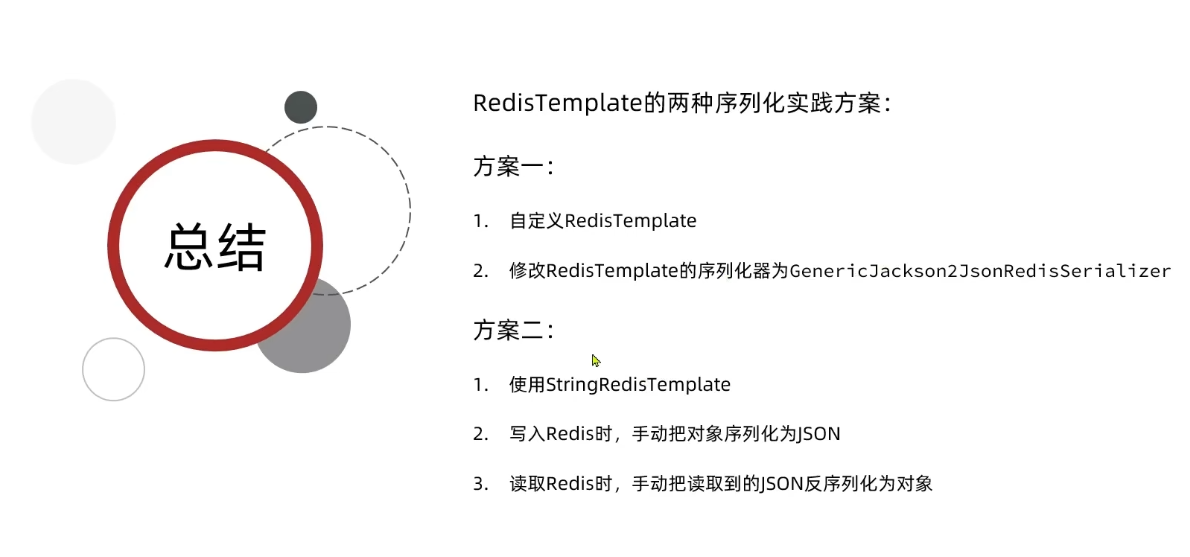 总结
RedisTemplate的两种序列化实践方案：
方案一：
1. 自定义RedisTemplate
2. 修改RedisTemplate的序列化器为GenericJackson2JsonRedisSerializer
方案二：
1. 使用StringRedisTemplate
2. 写入Redis时，手动把对象序列化为JSON
3. 读取Redis时，手动把读取到的JSON反序列化为对象